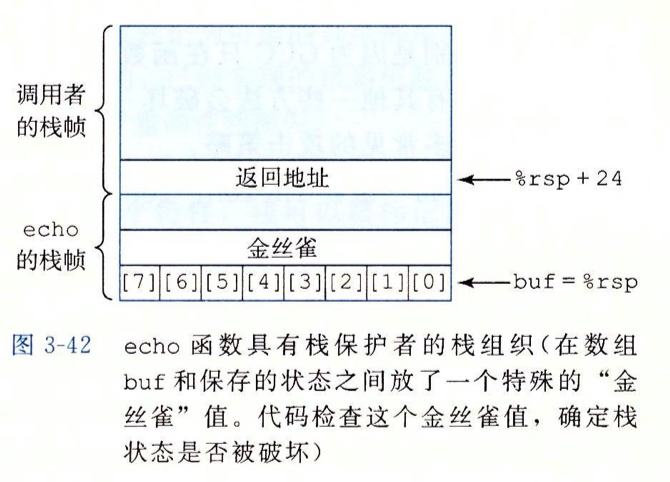 调用者
的栈帧
返回地址
%rsp + 24
echo
的栈帧
金丝雀
[7] [6] [5] [4] [3] [2] [1] [0]
buf = %rsp
图 3-42 echo 函数具有栈保护者的栈组织(在数组
buf 和保存的状态之间放了一个特殊的“金
丝雀”值。代码检查这个金丝雀值，确定栈
状态是否被破坏)